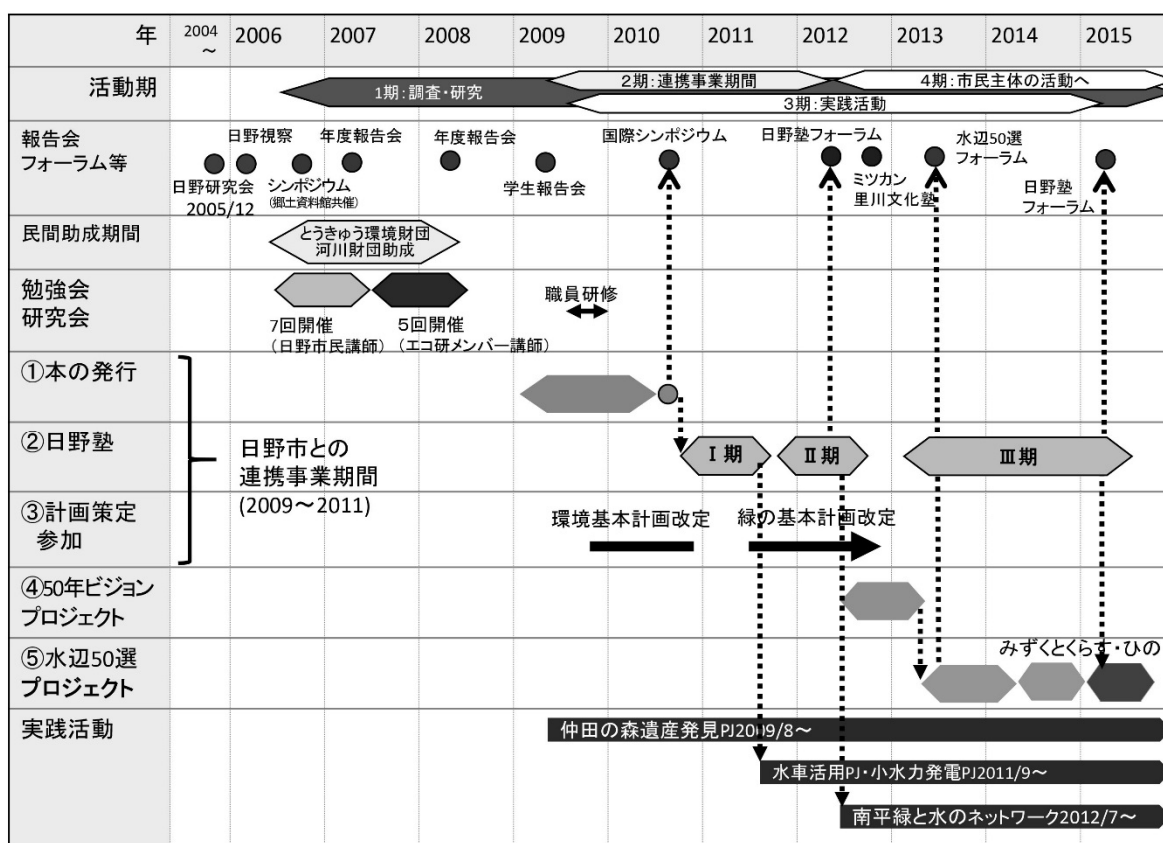 年
2004
～
2006
2007
2008
2009
2010
2011
2012
2013
2014
2015
活動期
1期：調査・研究
2期：連携事業期間
3期：実践活動
4期：市民主体の活動へ
報告会
フォーラム等
日野研究会
2005/12
日野視察
シンポジウム
（郷土資料館共催）
年度報告会
年度報告会
学生報告会
国際シンポジウム
日野塾フォーラム
ミツカン
里川文化塾
水辺50選
フォーラム
日野塾
フォーラム
民間助成期間
とうきゅう環境財団
河川財団助成
勉強会
研究会
7回開催
（日野市民講師）
5回開催
（エコ研メンバー講師）
職員研修
①本の発行
②日野塾
日野市との
連携事業期間
(2009～2011)
Ⅰ期
Ⅱ期
Ⅲ期
③計画策定
参加
環境基本計画改定
緑の基本計画改定
④50年ビジョン
プロジェクト
⑤水辺50選
プロジェクト
みずくとくらす・ひの
実践活動
仲田の森遺産発見PJ2009/8～
水車活用PJ・小水力発電PJ2011/9～
南平緑と水のネットワーク2012/7～